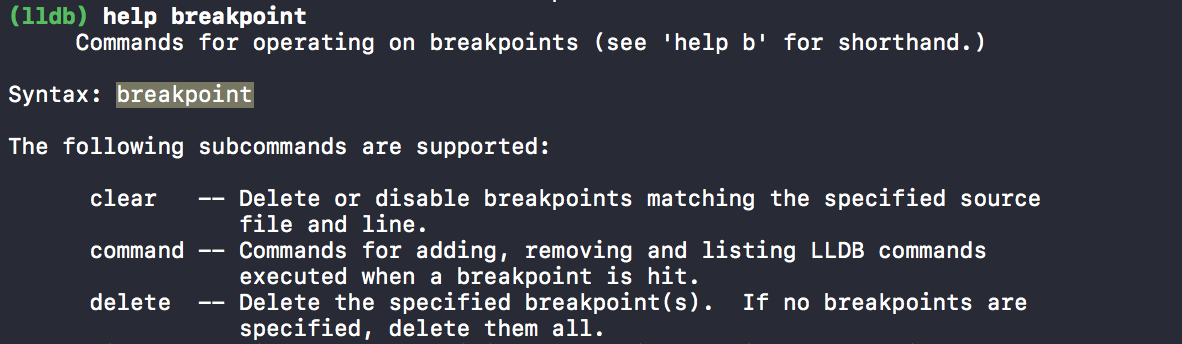 (lldb) help breakpoint
Commands for operating on breakpoints (see 'help b' for shorthand.)
Syntax: breakpoint
The following subcommands are supported:
clear -- Delete or disable breakpoints matching the specified source
file and line.
command -- Commands for adding, removing and listing LLDB commands
executed when a breakpoint is hit.
delete -- Delete the specified breakpoint(s). If no breakpoints are
specified, delete them all.